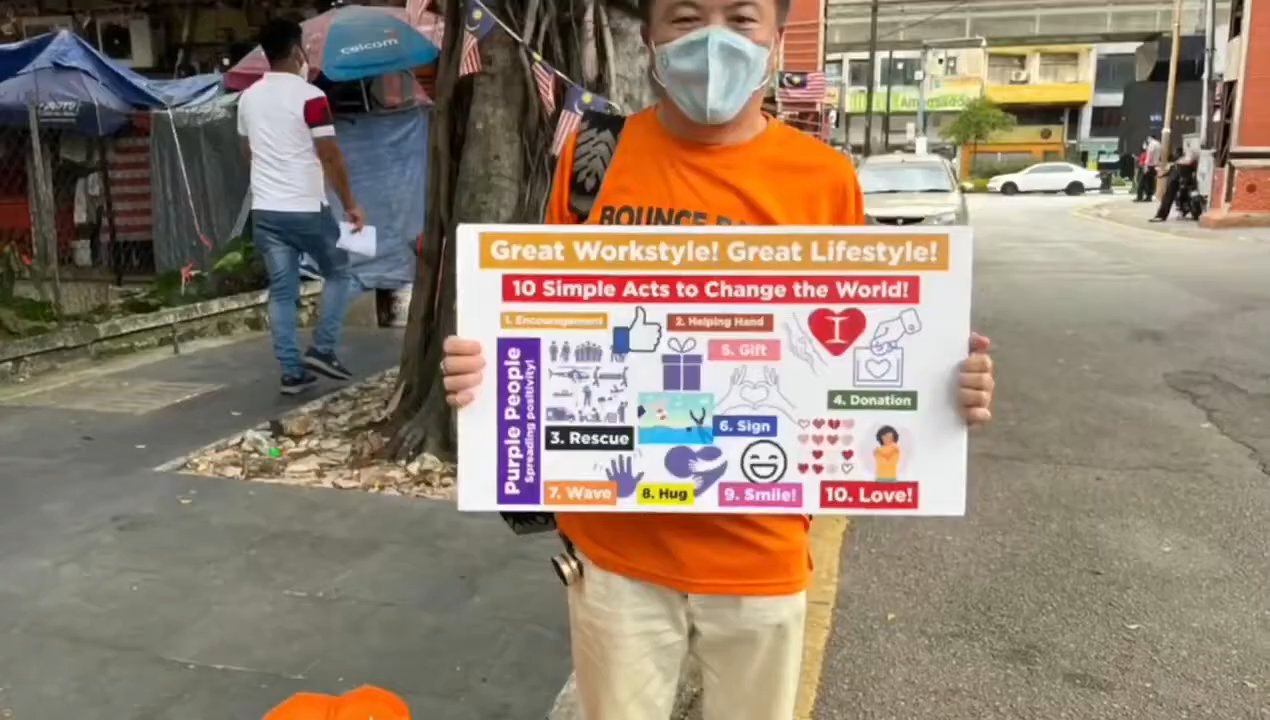 celcom
BOUNCE
Great Workstyle! Great Lifestyle!
10 Simple Acts to Change the World!
1. Encouragement
2. Helping Hand
I
5. Gift
4. Donation
Purple People
Spreading positivity!
6. Sign
3. Rescue
7. Wave
8. Hug
9. Smile!
10. Love!